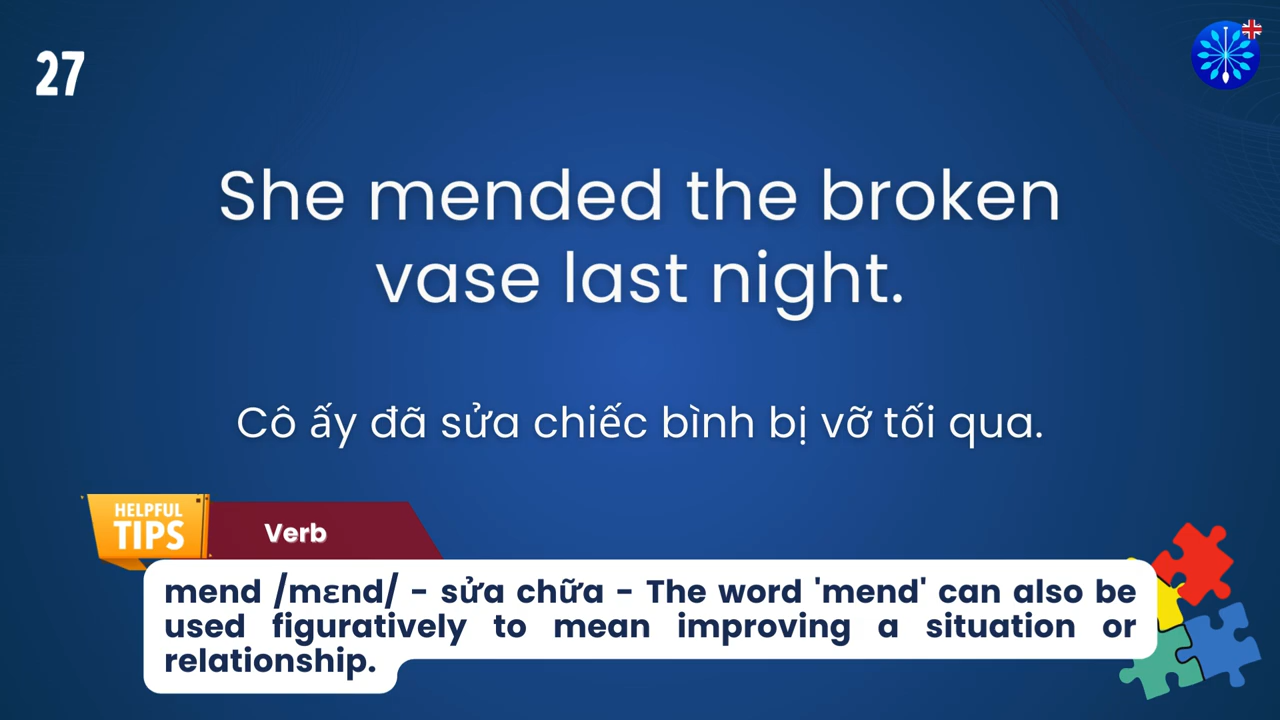 27
She mended the broken
vase last night.
Cô ấy đã sửa chiếc bình bị vỡ tối qua.
HELPFUL
TIPS
Verb
mend /mɛnd/ - sửa chữa - The word 'mend' can also be
used figuratively to mean improving a situation or
relationship.